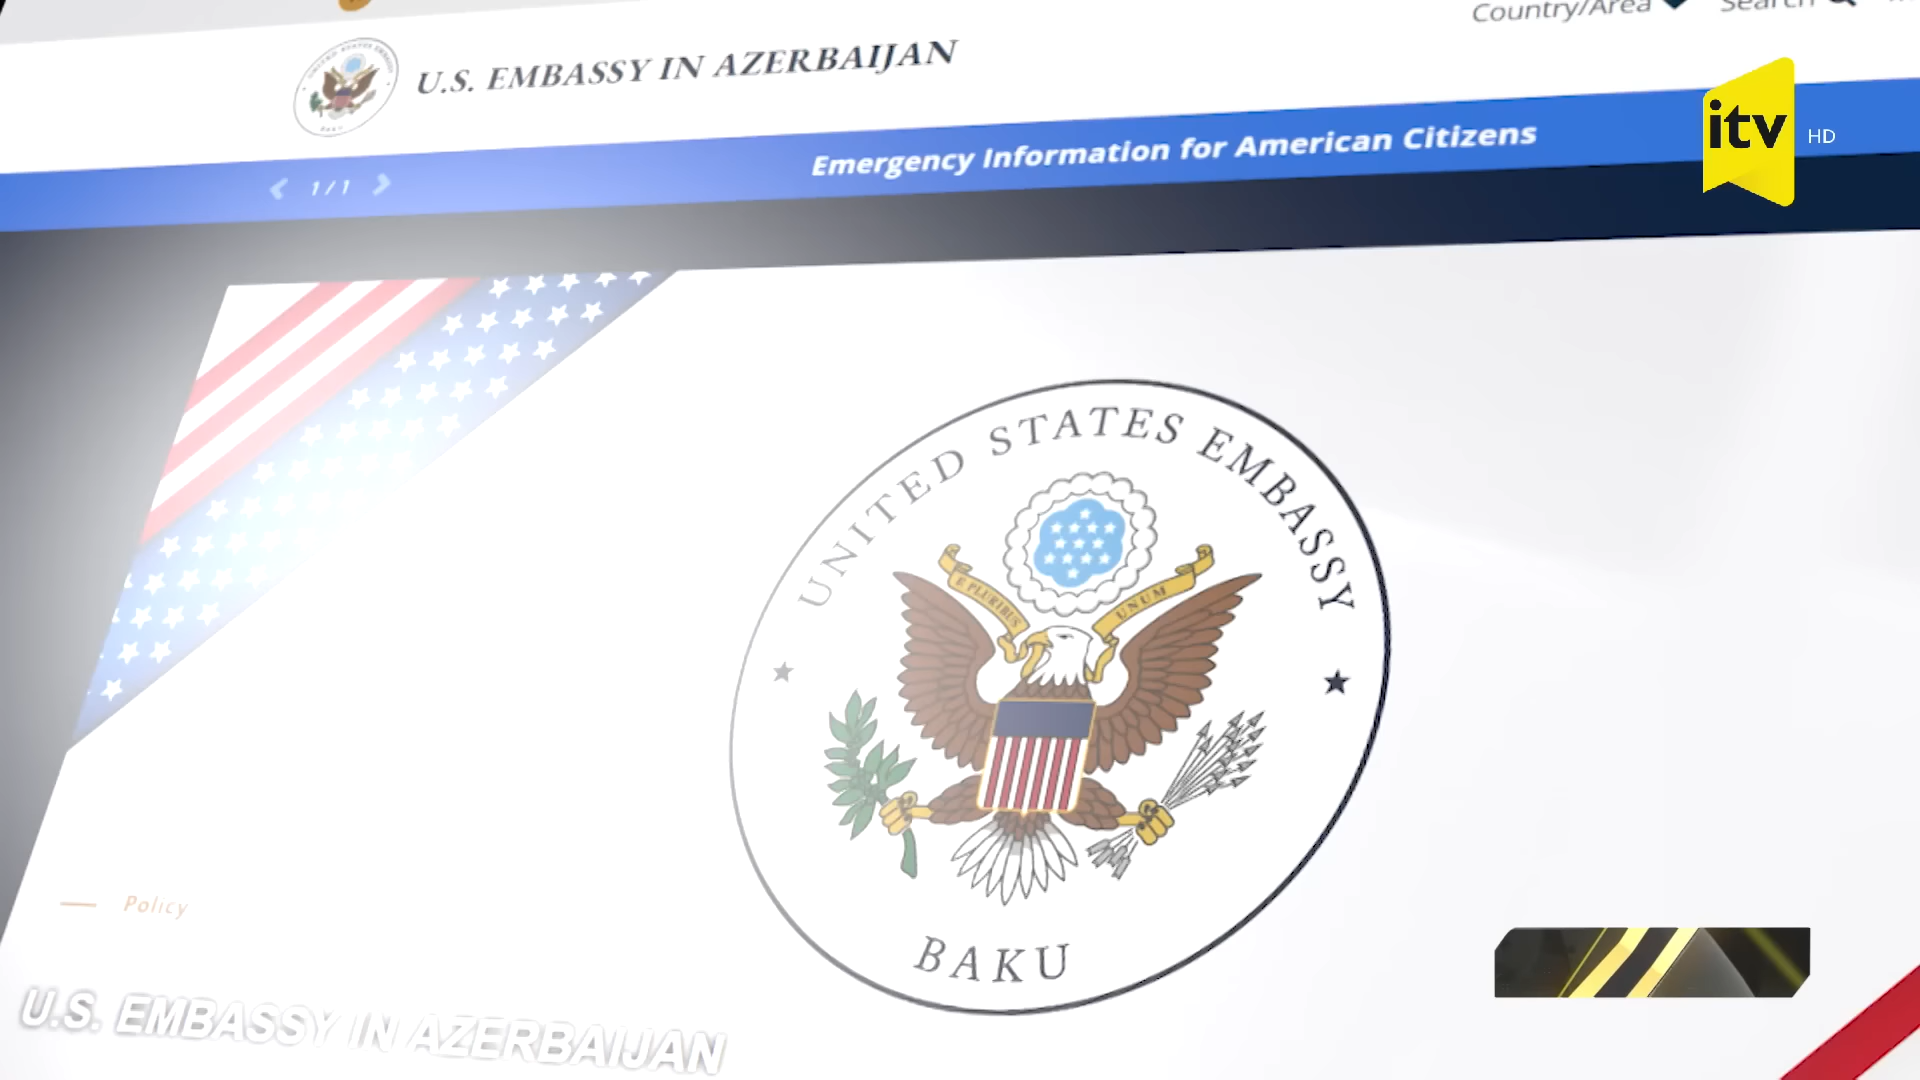 Country/Area Search
U.S. EMBASSY IN AZERBAIJAN
itv HD
Emergency Information for American Citizens
1 / 1
UNITED STATES EMBASSY
E PLURIBUS UNUM
BAKU
Policy
U.S. EMBASSY IN AZERBAIJAN